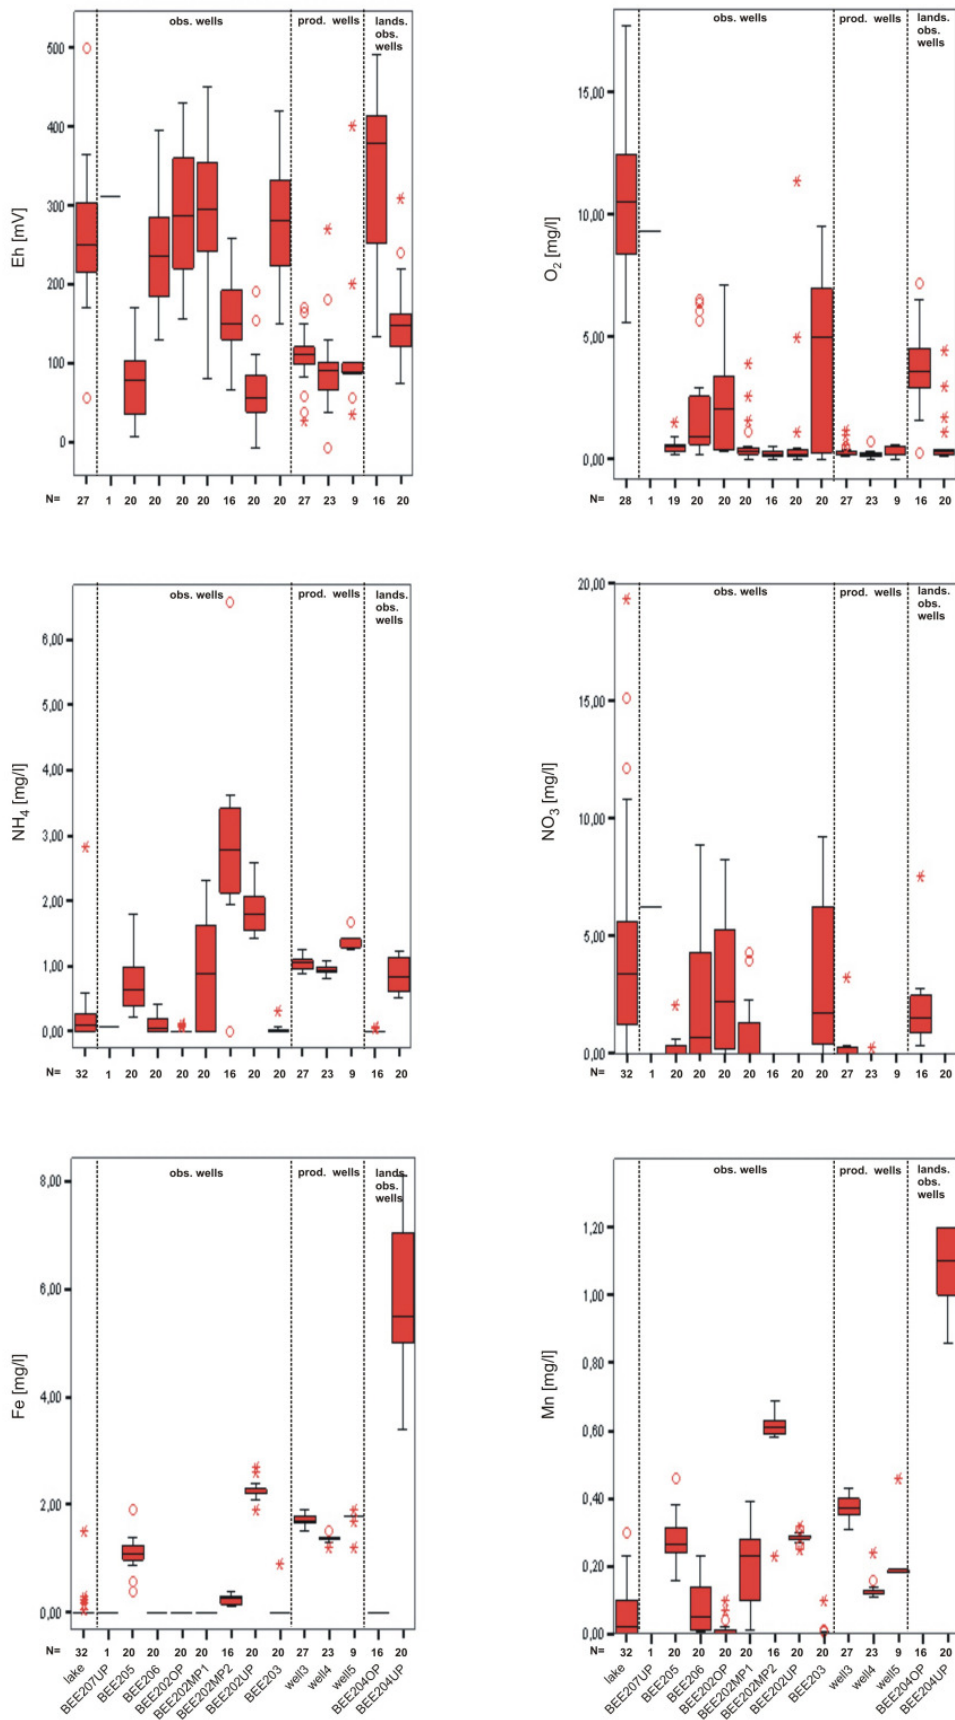 obs. wells
prod. wells
lands.
obs.
wells
500
400
300
200
100
0
Eh [mV]
N= 27 1 20 20 20 20 16 20 20 27 23 9 16 20
obs. wells
prod. wells
lands.
obs.
wells
15,00
10,00
5,00
0,00
O2 [mg/l]
N= 28 1 19 20 20 20 16 20 20 27 23 9 16 20
obs. wells
prod. wells
lands.
obs.
wells
6,00
5,00
4,00
3,00
2,00
1,00
0,00
NH4 [mg/l]
N= 32 1 20 20 20 20 16 20 20 27 23 9 16 20
obs. wells
prod. wells
lands.
obs.
wells
20,00
15,00
10,00
5,00
0,00
NO3 [mg/l]
N= 32 1 20 20 20 20 16 20 20 27 23 9 16 20
obs. wells
prod. wells
lands.
obs.
wells
8,00
6,00
4,00
2,00
0,00
Fe [mg/l]
N= 32 1 20 20 20 20 16 20 20 27 23 9 16 20
lake BEE207UP BEE205 BEE206 BEE202OP BEE202MP1 BEE202MP2 BEE202UP BEE203 well3 well4 well5 BEE204OP BEE204UP
obs. wells
prod. wells
lands.
obs.
wells
1,20
1,00
0,80
0,60
0,40
0,20
0,00
Mn [mg/l]
N= 32 1 20 20 20 20 16 20 20 27 23 9 16 20
lake BEE207UP BEE205 BEE206 BEE202OP BEE202MP1 BEE202MP2 BEE202UP BEE203 well3 well4 well5 BEE204OP BEE204UP